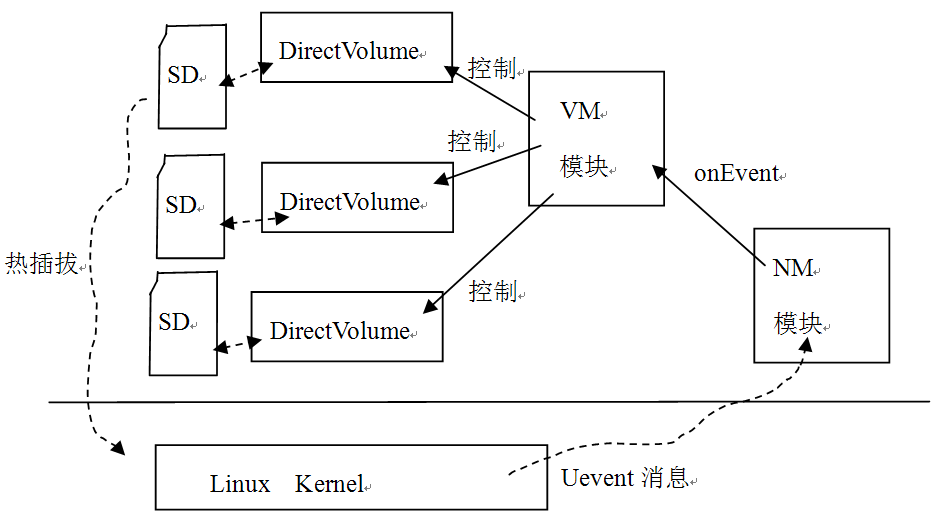 SD
DirectVolume
控制
VM
模块
控制
SD
DirectVolume
onEvent
热插拔
NM
模块
控制
SD
DirectVolume
Linux Kernel
Uevent 消息